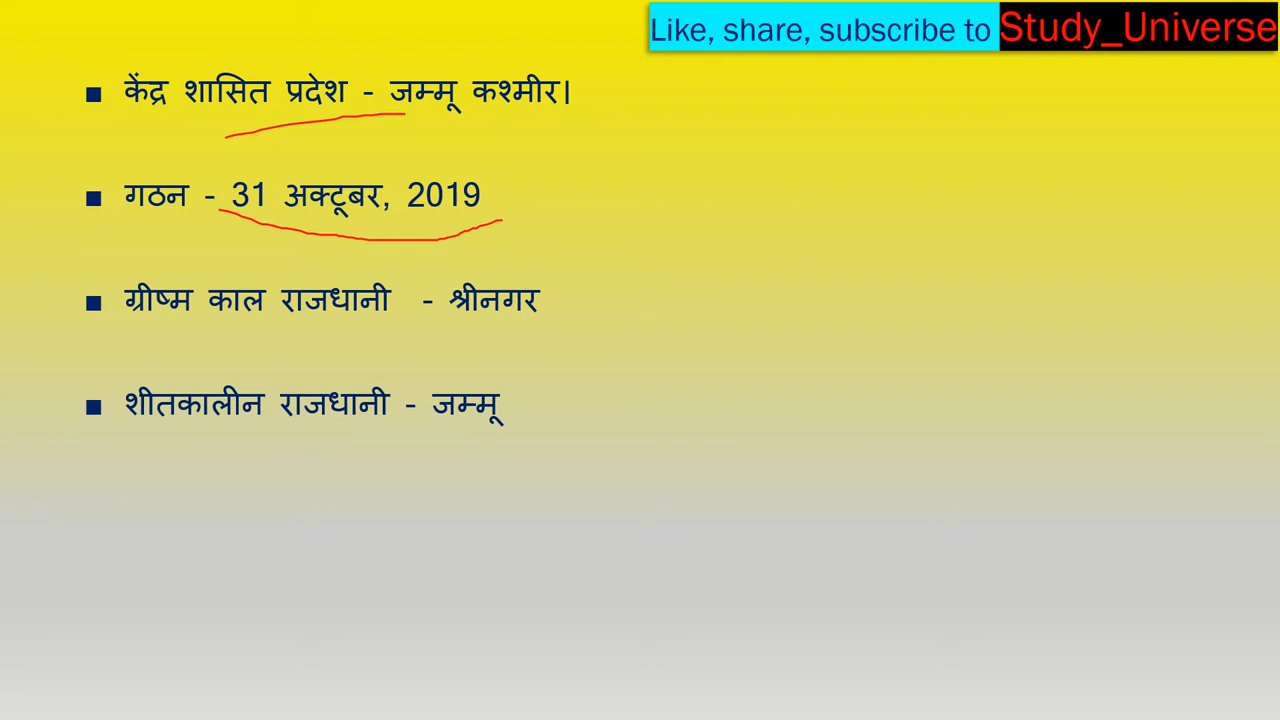 Like, share, subscribe to Study_Universe
▪ केंद्र शासित प्रदेश - जम्मू कश्मीर।
▪ गठन - 31 अक्टूबर, 2019
▪ ग्रीष्म काल राजधानी - श्रीनगर
▪ शीतकालीन राजधानी - जम्मू